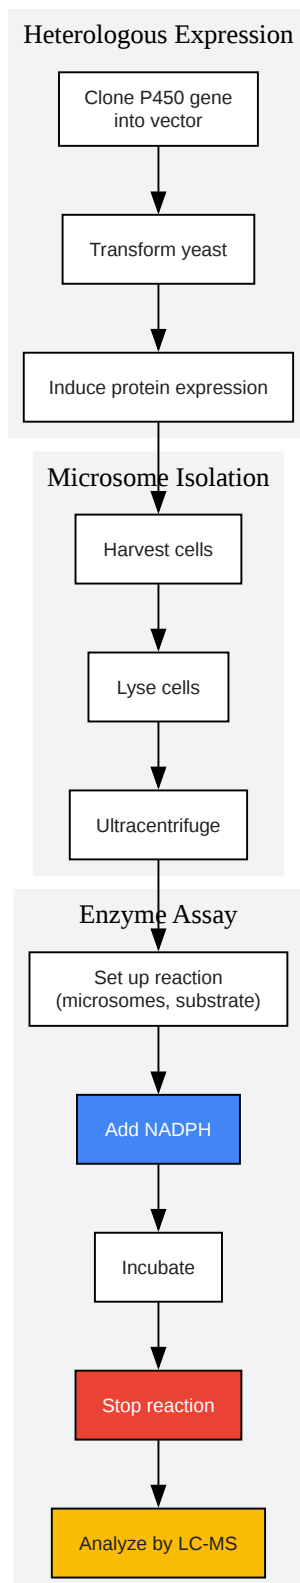 Heterologous Expression
Clone P450 gene
into vector
Transform yeast
Induce protein expression
Microsome Isolation
Harvest cells
Lyse cells
Ultracentrifuge
Enzyme Assay
Set up reaction
(microsomes, substrate)
Add NADPH
Incubate
Stop reaction
Analyze by LC-MS